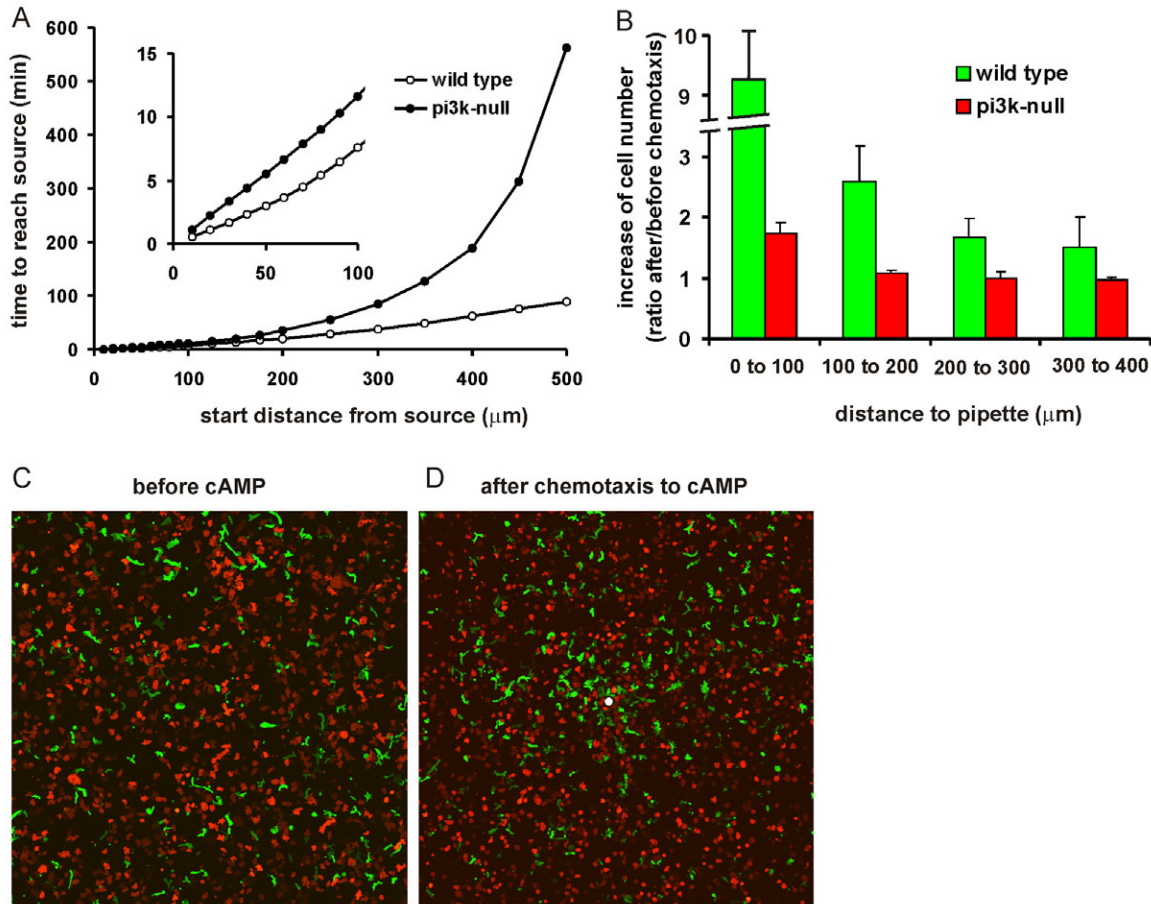 A
time to reach source (min)
600
500
400
300
200
100
0
0
100
200
300
400
500
start distance from source (μm)
15
10
5
0
0
50
100
wild type
pi3k-null
B
increase of cell number
(ratio after/before chemotaxis)
10
9
3
2
1
0
wild type
pi3k-null
0 to 100
100 to 200
200 to 300
300 to 400
distance to pipette (μm)
C
before cAMP
D
after chemotaxis to cAMP